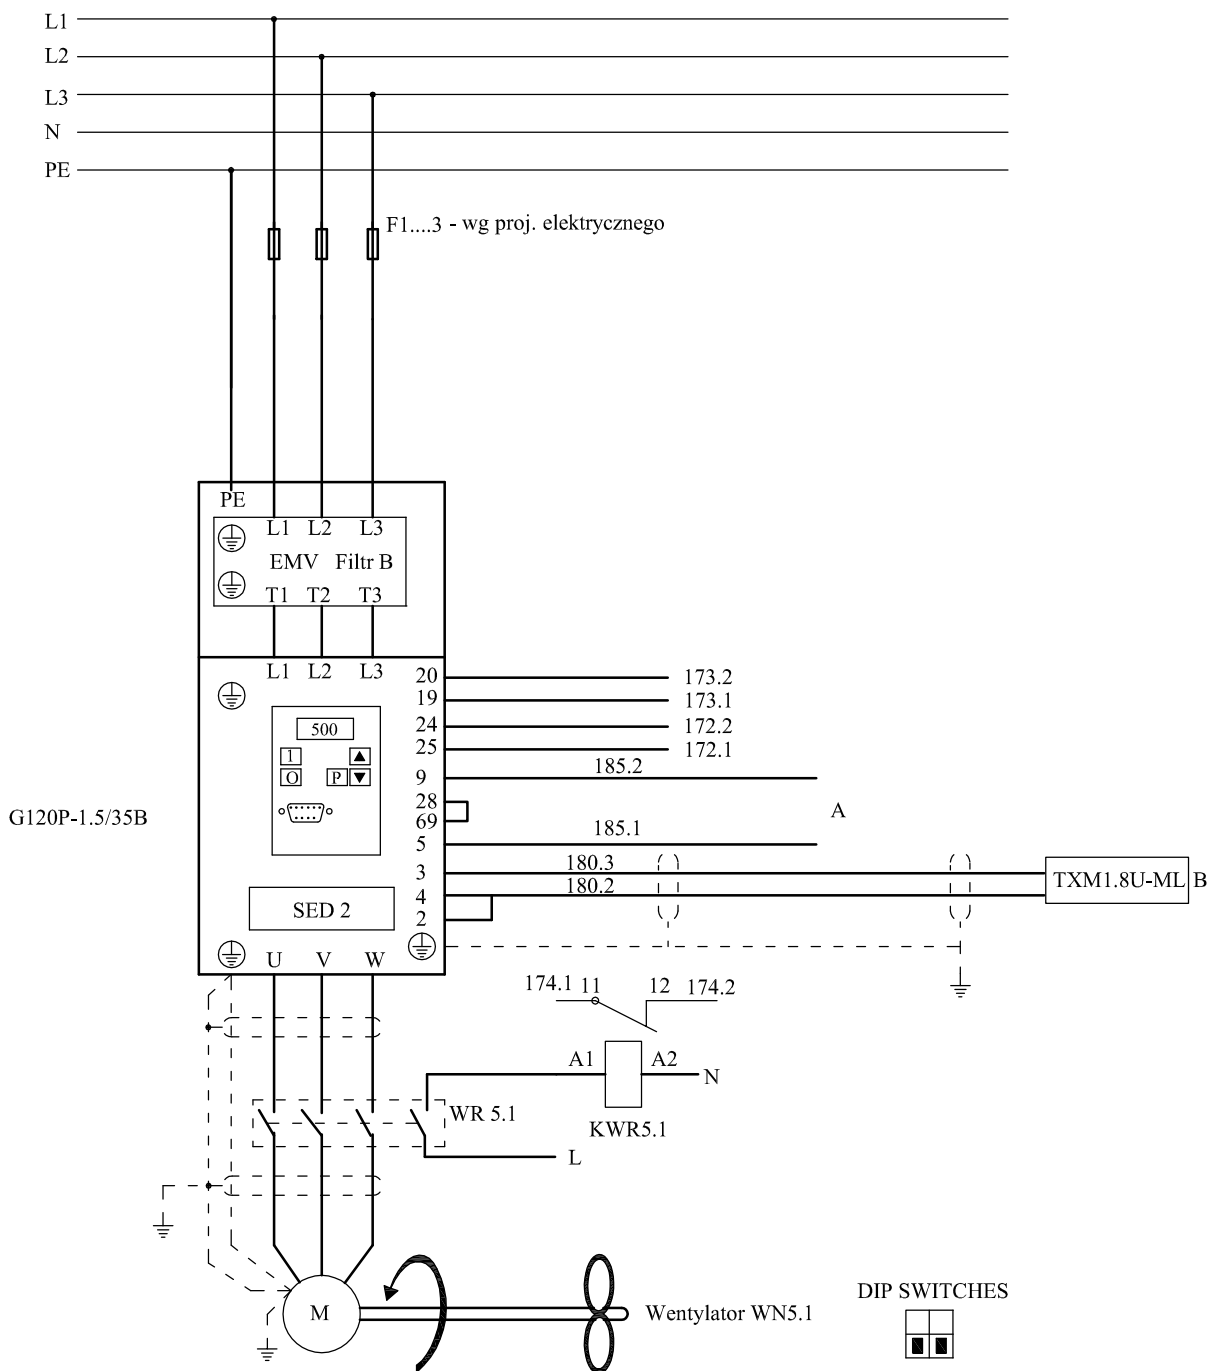 L1
L2
L3
N
PE
F1....3 - wg proj. elektrycznego
PE
L1 L2 L3
EMV Filtr B
T1 T2 T3
L1 L2 L3
20 173.2
19 173.1
24 172.2
25 172.1
500
1
O P
185.2
9
28
69
A
G120P-1.5/35B
185.1
5
180.3
3
180.2
4
TXM1.8U-ML B
SED 2
2
U V W
174.1 11 12 174.2
A1 A2
N
WR 5.1
KWR5.1
L
M
Wentylator WN5.1
DIP SWITCHES